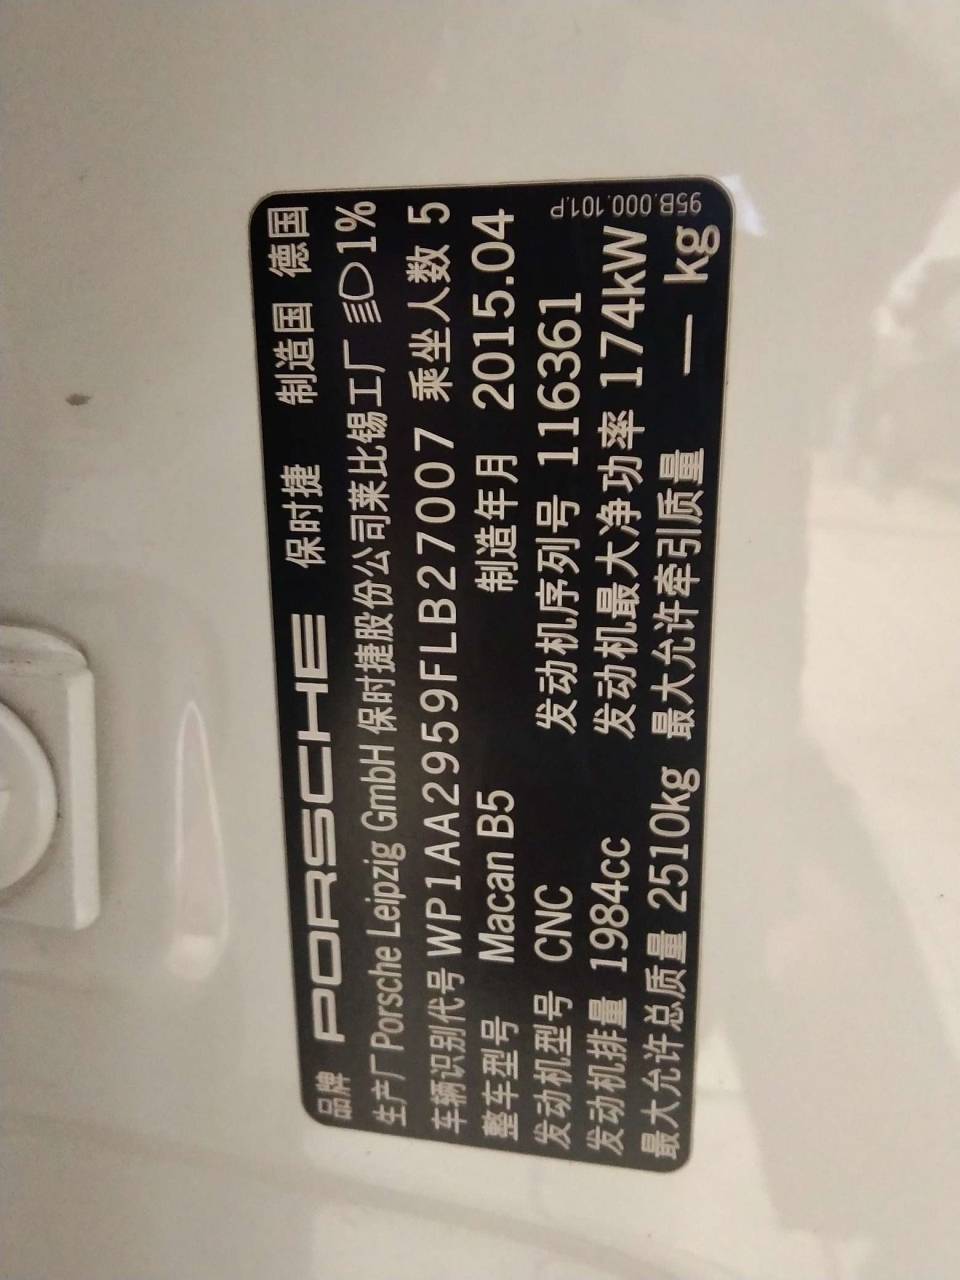 品牌 PORSCHE 保时捷 制造国 德国
生产厂 Porsche Leipzig GmbH 保时捷股份公司莱比锡工厂 1%
车辆识别代号 WP1AA2959FLB27007 乘坐人数 5
整车型号 Macan B5 制造年月 2015.04
发动机型号 CNC 发动机序列号 116361
发动机排量 1984cc 发动机最大净功率 174kW
最大允许总质量 2510kg 最大允许牵引质量 — kg
95B.000.101.P